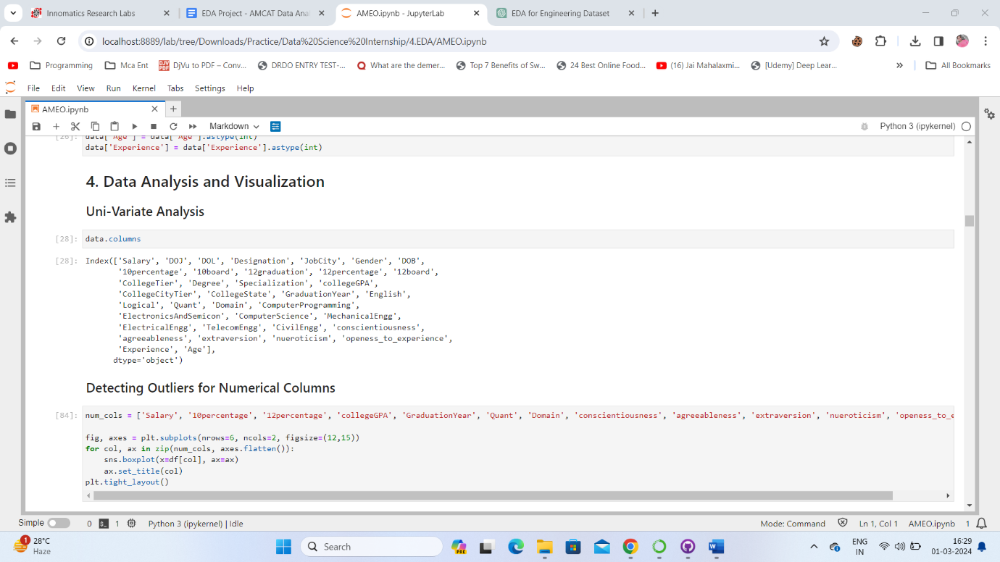 Innomatics Research Labs
EDA Project - AMCAT Data Anal
AMEO.ipynb - JupyterLab
EDA for Engineering Dataset
localhost:8889/lab/tree/Downloads/Practice/Data%20Science%20Internship/4.EDA/AMEO.ipynb
Programming
Mca Ent
DjVu to PDF – Conv...
DRDO ENTRY TEST-...
What are the demer...
Top 7 Benefits of Sw...
24 Best Online Food...
(16) Jai Mahalaxmi...
[Udemy] Deep Lear...
»
All Bookmarks
File Edit View Run Kernel Tabs Settings Help
AMEO.ipynb
Markdown
Python 3 (ipykernel)
[26]: data['Age'] = data['Age'].astype(int)
data['Experience'] = data['Experience'].astype(int)
4. Data Analysis and Visualization
Uni-Variate Analysis
[28]: data.columns
[28]: Index(['Salary', 'DOJ', 'DOL', 'Designation', 'JobCity', 'Gender', 'DOB',
'10percentage', '10board', '12graduation', '12percentage', '12board',
'CollegeTier', 'Degree', 'Specialization', 'collegeGPA',
'CollegeCityTier', 'CollegeState', 'GraduationYear', 'English',
'Logical', 'Quant', 'Domain', 'ComputerProgramming',
'ElectronicsAndSemicon', 'ComputerScience', 'MechanicalEngg',
'ElectricalEngg', 'TelecomEngg', 'CivilEngg', 'conscientiousness',
'agreeableness', 'extraversion', 'nueroticism', 'openess_to_experience',
'Experience', 'Age'],
dtype='object')
Detecting Outliers for Numerical Columns
[84]: num_cols = ['Salary', '10percentage', '12percentage', 'collegeGPA', 'GraduationYear', 'Quant', 'Domain', 'conscientiousness', 'agreeableness', 'extraversion', 'nueroticism', 'openess_to_e
fig, axes = plt.subplots(nrows=6, ncols=2, figsize=(12,15))
for col, ax in zip(num_cols, axes.flatten()):
sns.boxplot(x=df[col], ax=ax)
ax.set_title(col)
plt.tight_layout()
Simple 0 1 Python 3 (ipykernel) | Idle
Mode: Command Ln 1, Col 1 AMEO.ipynb 1
1
28°C
Haze
Search
PRE
ENG
IN
16:29
01-03-2024